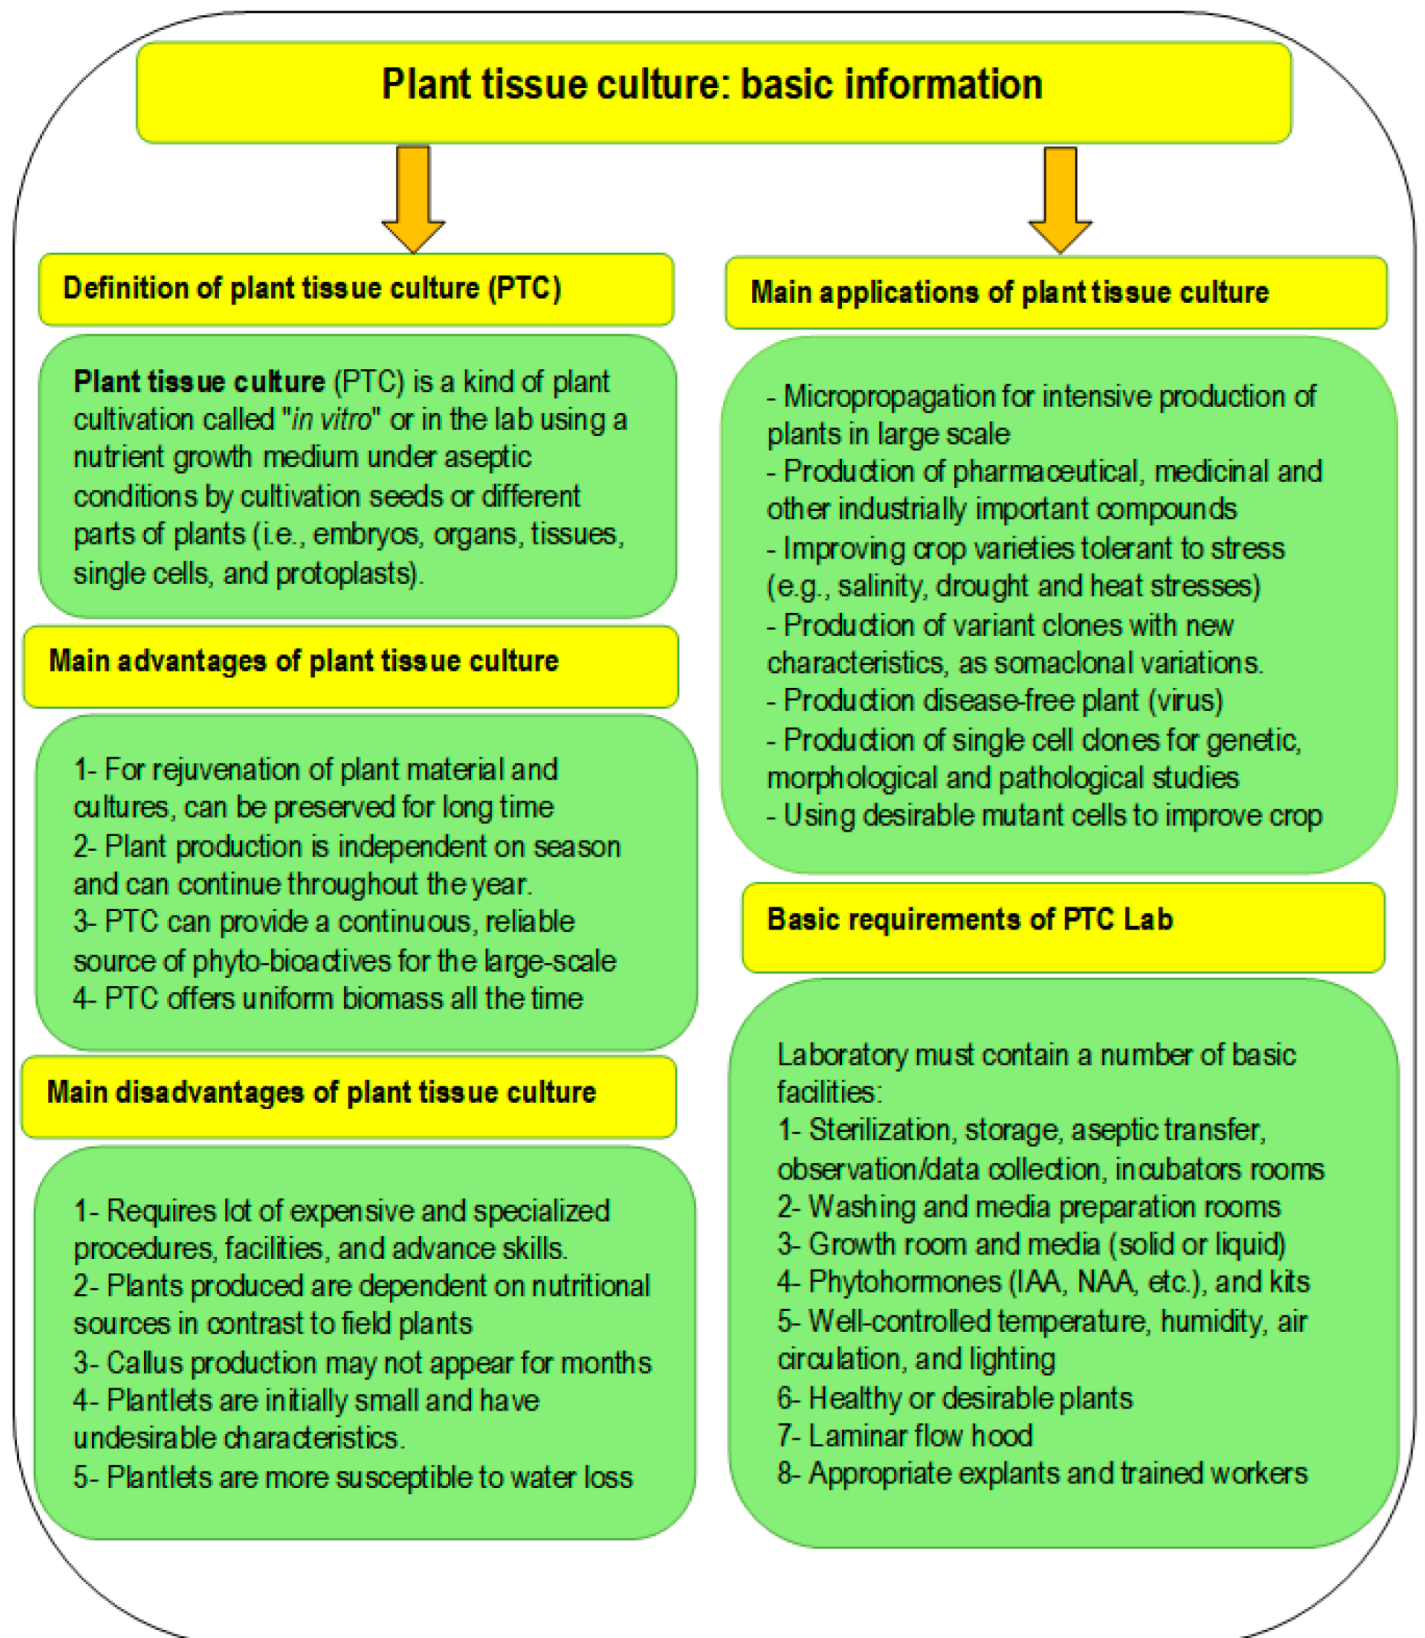 Plant tissue culture: basic information
Definition of plant tissue culture (PTC)
Plant tissue culture (PTC) is a kind of plant
cultivation called "in vitro" or in the lab using a
nutrient growth medium under aseptic
conditions by cultivation seeds or different
parts of plants (i.e., embryos, organs, tissues,
single cells, and protoplasts).
Main advantages of plant tissue culture
1- For rejuvenation of plant material and
cultures, can be preserved for long time
2- Plant production is independent on season
and can continue throughout the year.
3- PTC can provide a continuous, reliable
source of phyto-bioactives for the large-scale
4- PTC offers uniform biomass all the time
Main disadvantages of plant tissue culture
1- Requires lot of expensive and specialized
procedures, facilities, and advance skills.
2- Plants produced are dependent on nutritional
sources in contrast to field plants
3- Callus production may not appear for months
4- Plantlets are initially small and have
undesirable characteristics.
5- Plantlets are more susceptible to water loss
Main applications of plant tissue culture
- Micropropagation for intensive production of
plants in large scale
- Production of pharmaceutical, medicinal and
other industrially important compounds
- Improving crop varieties tolerant to stress
(e.g., salinity, drought and heat stresses)
- Production of variant clones with new
characteristics, as somaclonal variations.
- Production disease-free plant (virus)
- Production of single cell clones for genetic,
morphological and pathological studies
- Using desirable mutant cells to improve crop
Basic requirements of PTC Lab
Laboratory must contain a number of basic
facilities:
1- Sterilization, storage, aseptic transfer,
observation/data collection, incubators rooms
2- Washing and media preparation rooms
3- Growth room and media (solid or liquid)
4- Phytohormones (IAA, NAA, etc.), and kits
5- Well-controlled temperature, humidity, air
circulation, and lighting
6- Healthy or desirable plants
7- Laminar flow hood
8- Appropriate explants and trained workers